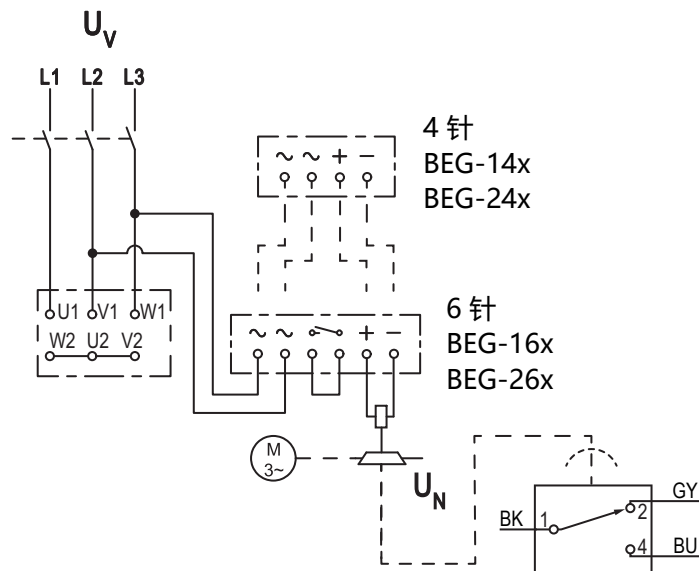 UV
L1 L2 L3
4 针
BEG-14x
BEG-24x
~ ~ + −
U1 V1 W1
W2 U2 V2
6 针
BEG-16x
BEG-26x
~ ~ + −
M
3~
UN
BK 1 2 GY
4 BU